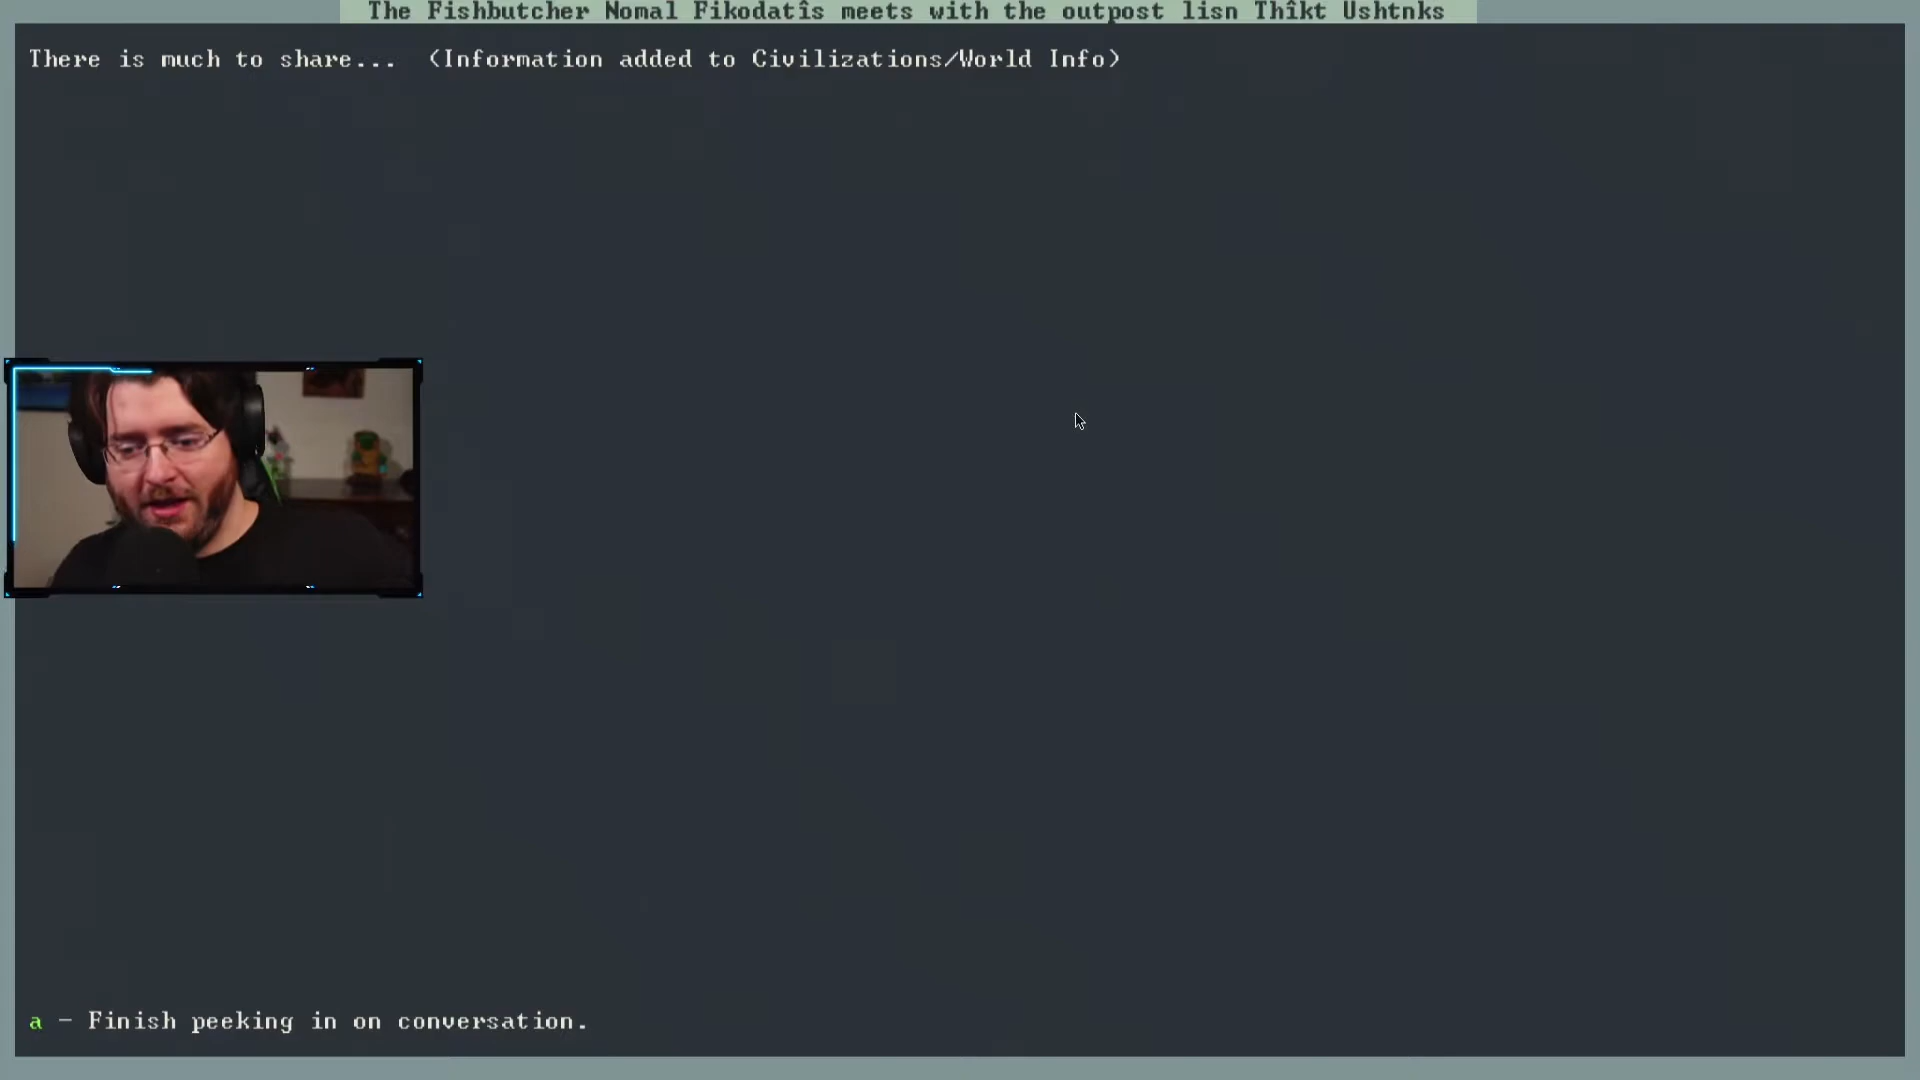 The Fishbutcher Nomal Fikodatîs meets with the outpost lisn Thîkt Ushtnks
There is much to share... (Information added to Civilizations/World Info)
a - Finish peeking in on conversation.